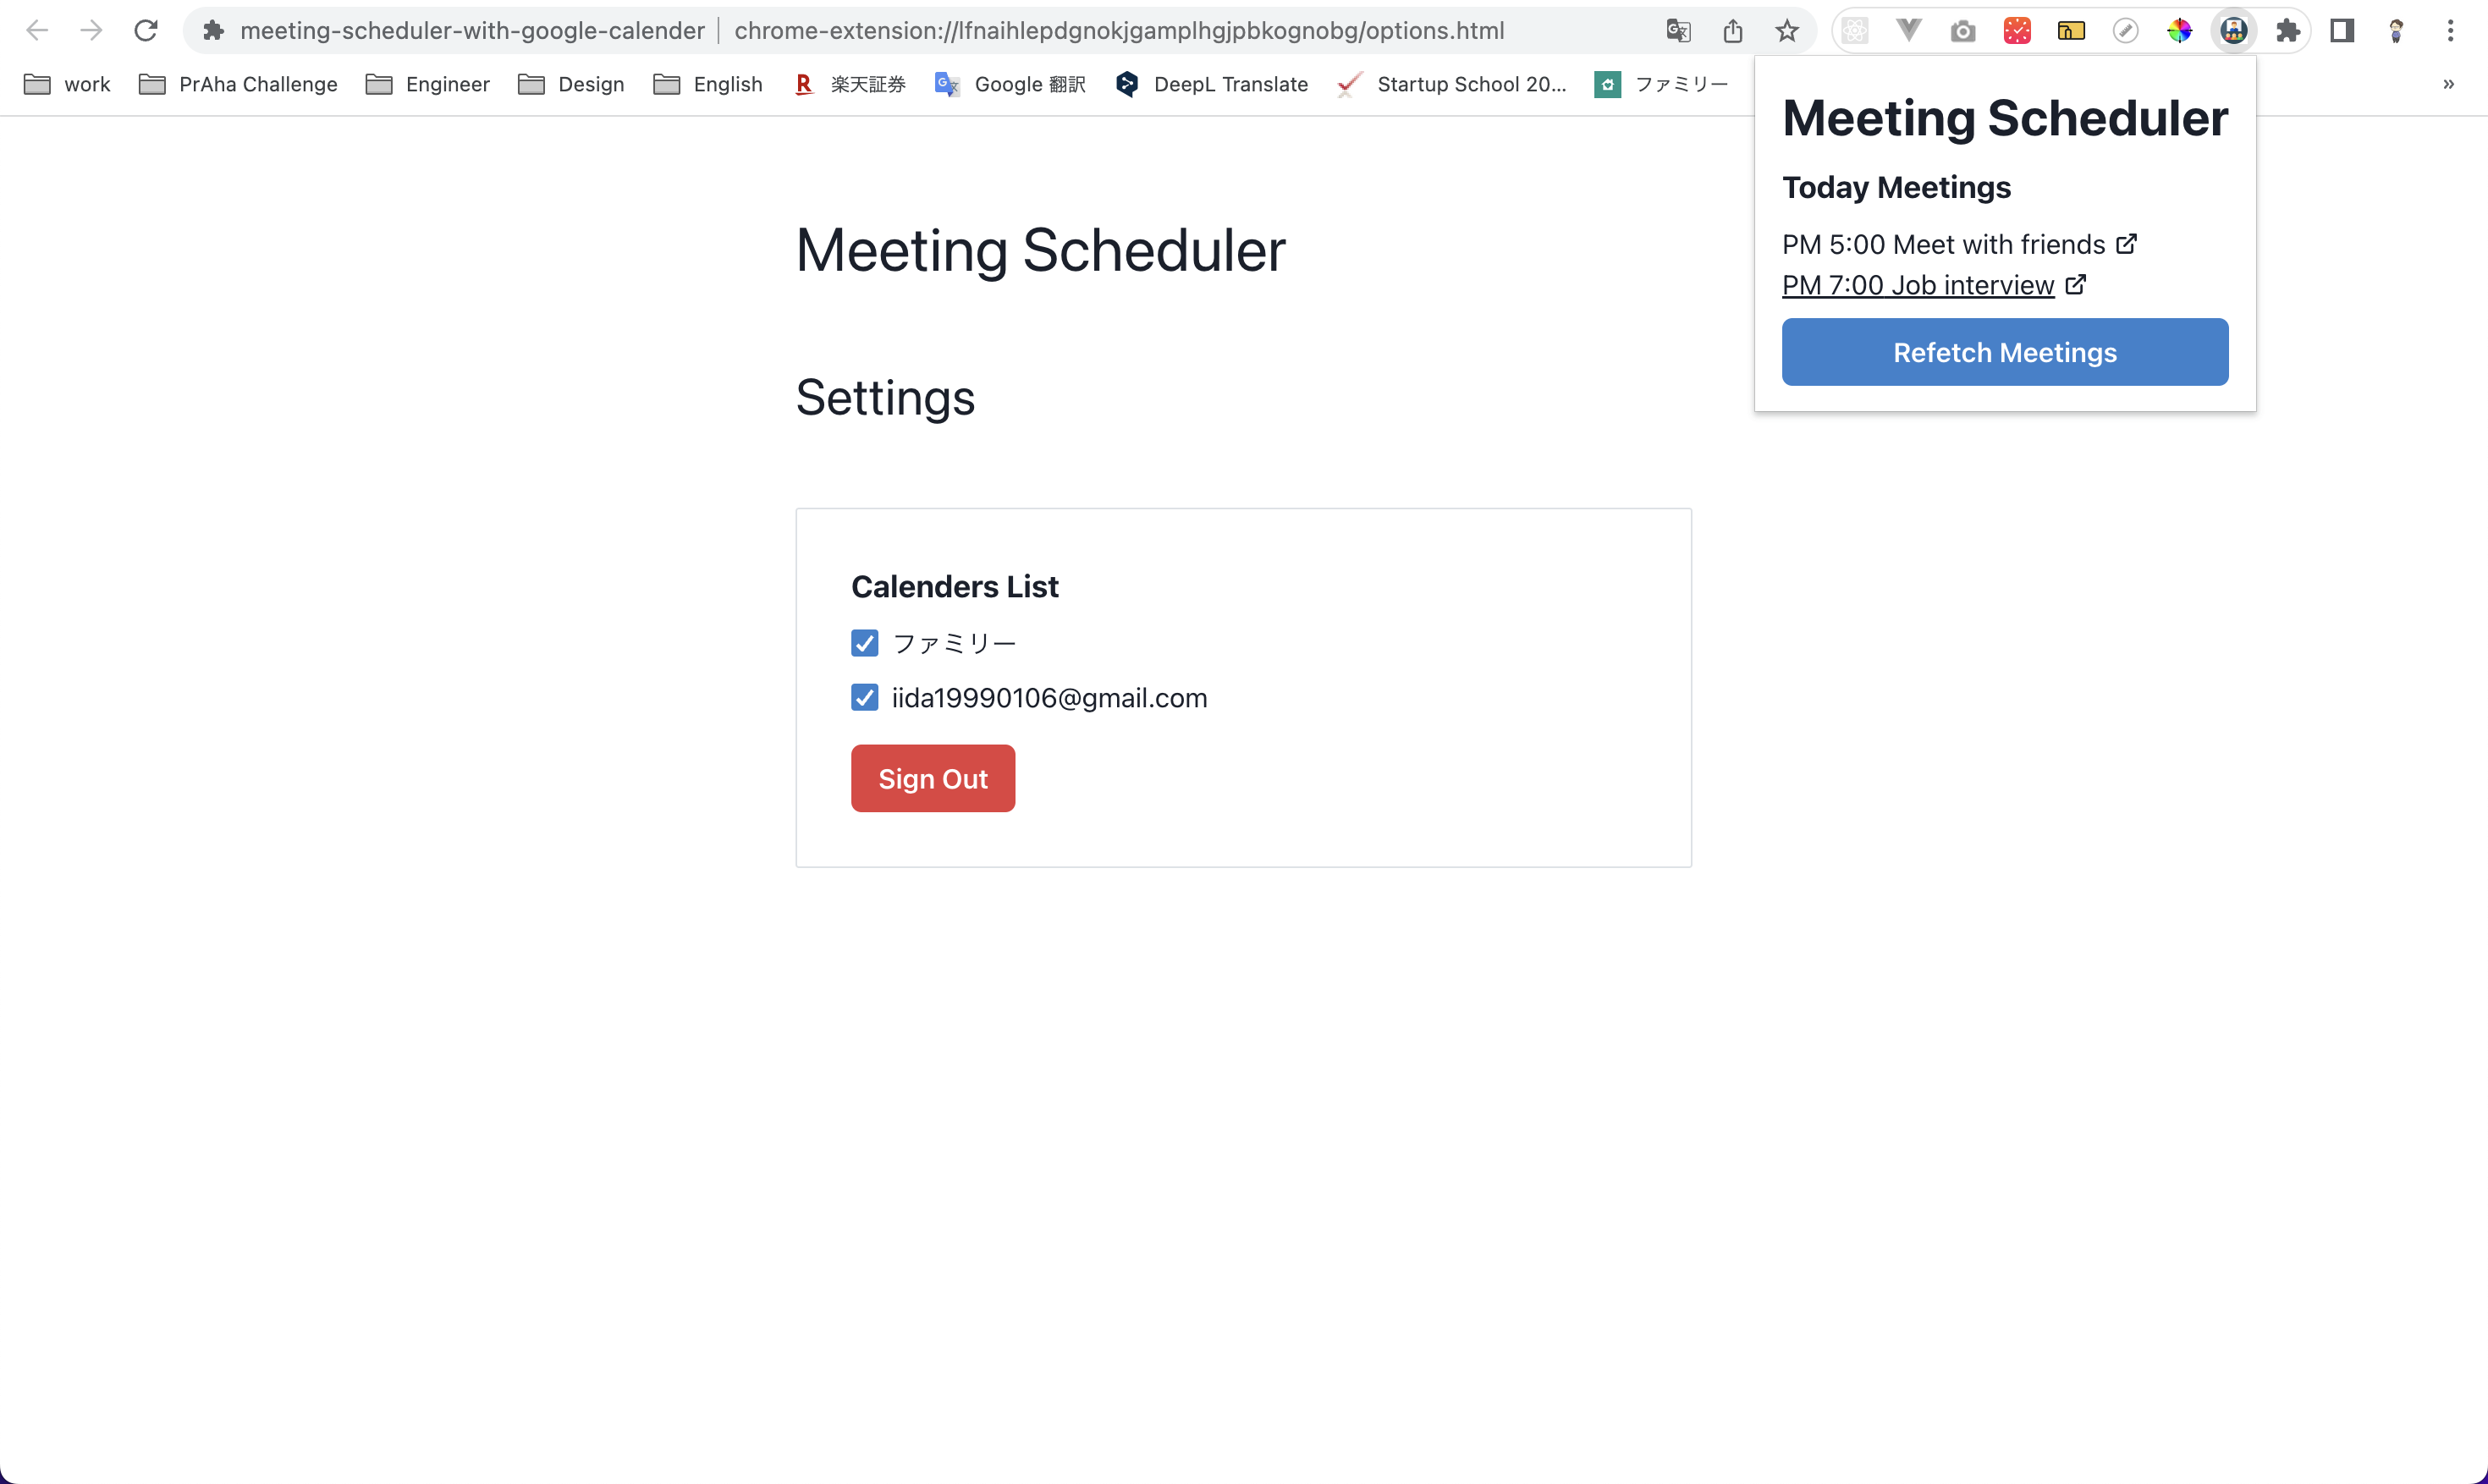 meeting-scheduler-with-google-calender | chrome-extension://lfnaihlepdgnokjgamplhgjpbkognobg/options.html
work PrAha Challenge Engineer Design English 楽天証券 Google 翻訳 DeepL Translate Startup School 20... ファミリー »
Meeting Scheduler
Today Meetings
PM 5:00 Meet with friends
PM 7:00 Job interview
Refetch Meetings
Meeting Scheduler
Settings
Calenders List
ファミリー
iida19990106@gmail.com
Sign Out